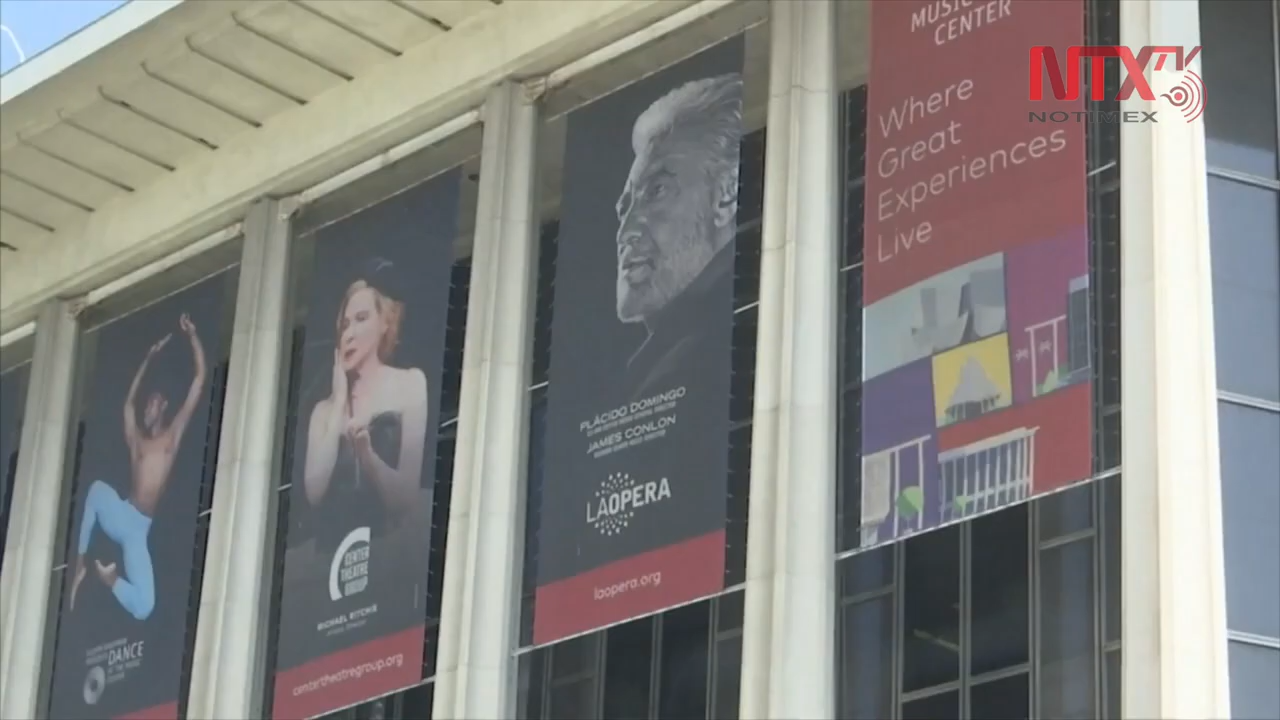 MUSIC
CENTER
Where
Great
Experiences
Live
NTX
NOTIMEX
PLÁCIDO DOMINGO
JAMES CONLON
LAOPERA
laopera.org
CENTER
THEATRE
GROUP
MICHAEL RITCHIE
centertheatregroup.org
DANCE